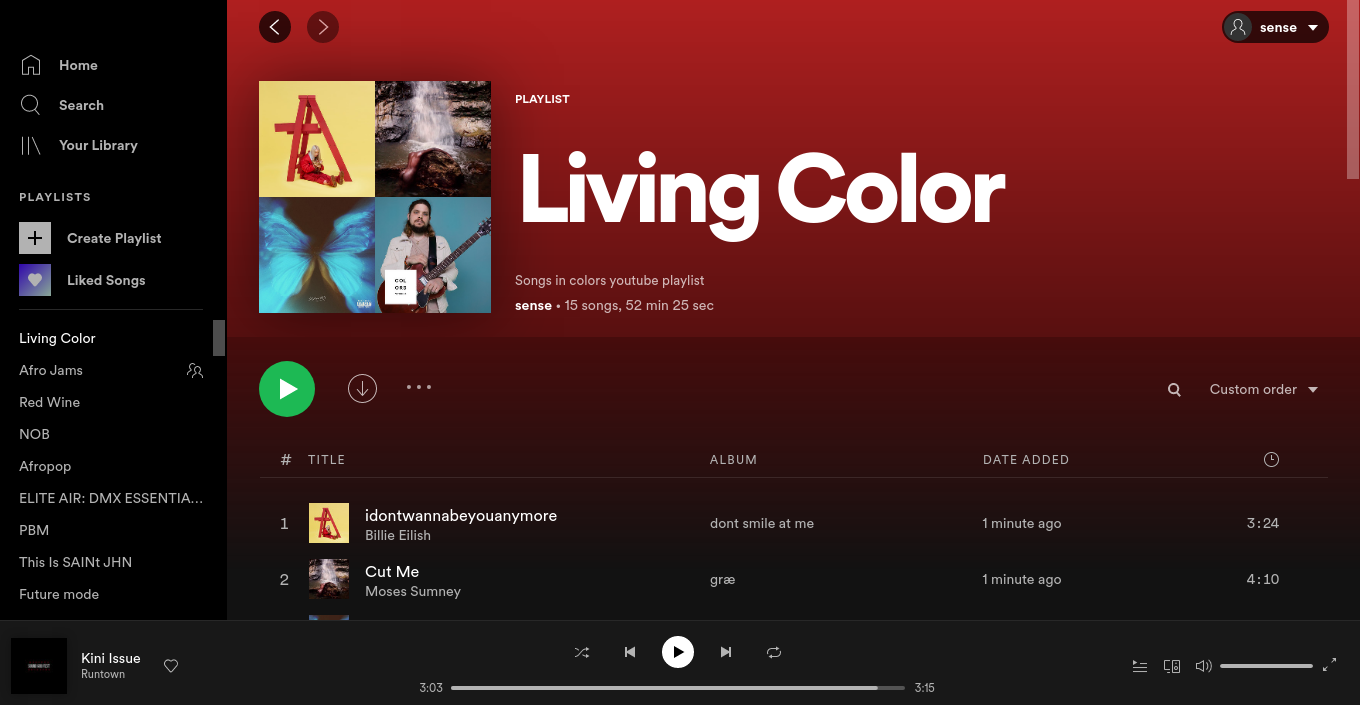 sense
Home
Search
Your Library
PLAYLISTS
Create Playlist
Liked Songs
Living Color
Afro Jams
Red Wine
NOB
Afropop
ELITE AIR: DMX ESSENTIA...
PBM
This Is SAINt JHN
Future mode
PLAYLIST
Living Color
Songs in colors youtube playlist
sense • 15 songs, 52 min 25 sec
COL
ORS
Custom order
# TITLE ALBUM DATE ADDED
1 idontwannabeyouanymore dont smile at me 1 minute ago 3:24
Billie Eilish
2 Cut Me græ 1 minute ago 4:10
Moses Sumney
Kini Issue
Runtown
3:03 3:15